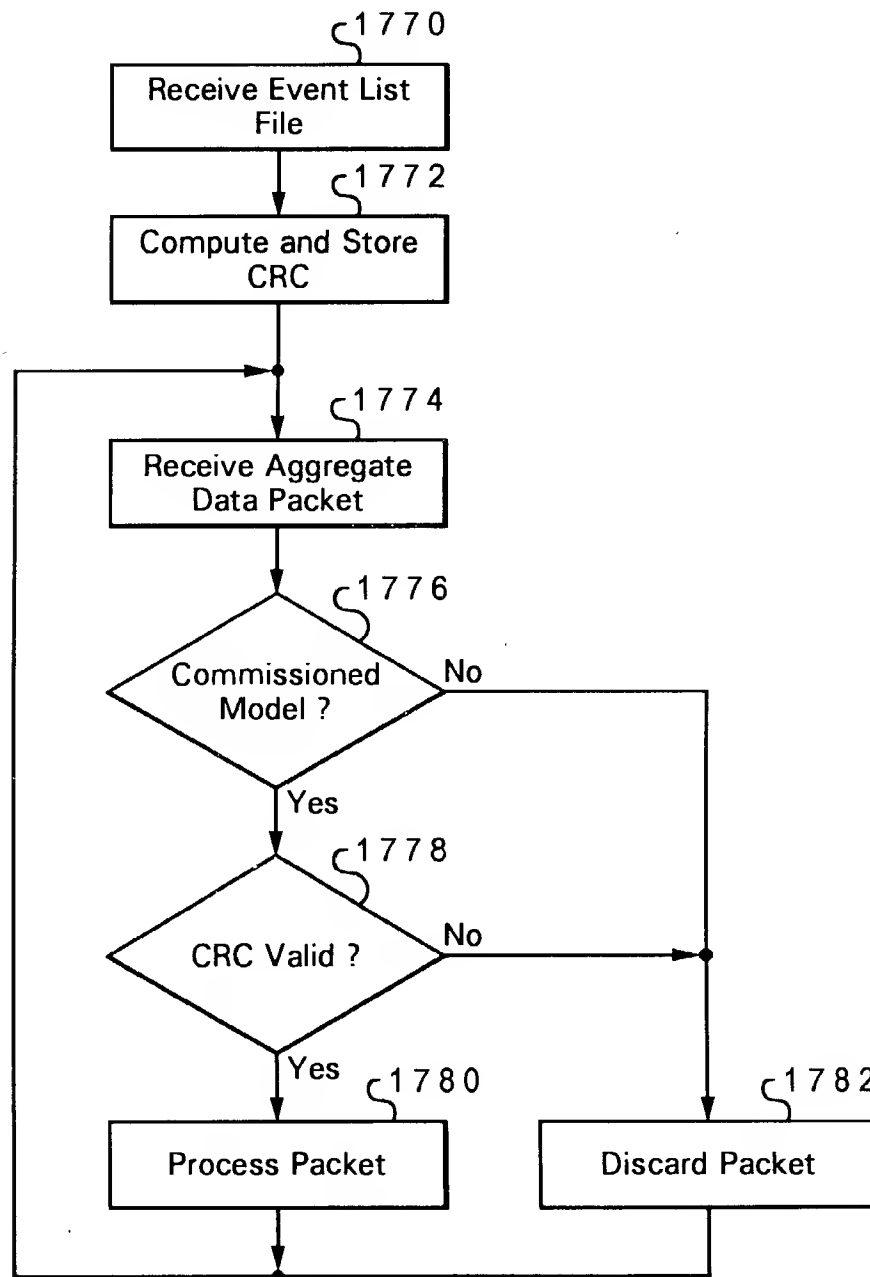 1770
Receive Event List
File
1772
Compute and Store
CRC
1774
Receive Aggregate
Data Packet
1776
Commissioned
Model ?
No
Yes
1778
CRC Valid ?
No
Yes
1780
Process Packet
1782
Discard Packet